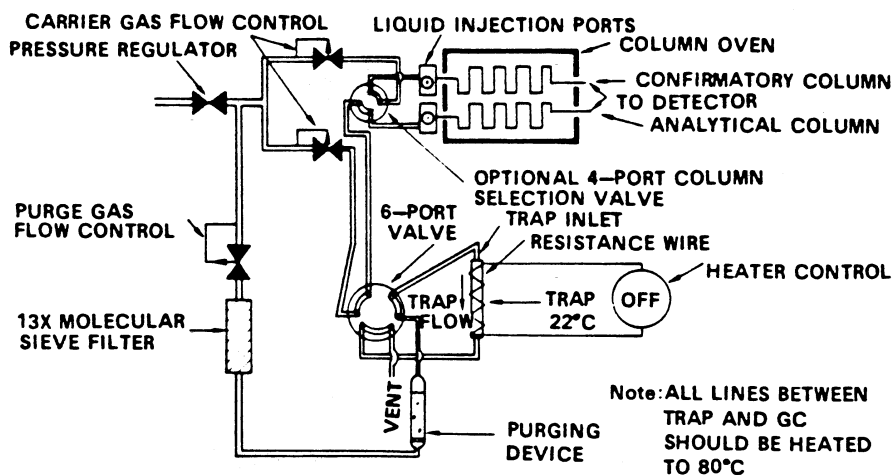 CARRIER GAS FLOW CONTROL
PRESSURE REGULATOR
LIQUID INJECTION PORTS
COLUMN OVEN
CONFIRMATORY COLUMN
TO DETECTOR
ANALYTICAL COLUMN
OPTIONAL 4-PORT COLUMN
SELECTION VALVE
PURGE GAS
FLOW CONTROL
6-PORT
VALVE
TRAP INLET
RESISTANCE WIRE
HEATER CONTROL
TRAP
FLOW
TRAP
22°C
OFF
13X MOLECULAR
SIEVE FILTER
VENT
PURGING
DEVICE
Note: ALL LINES BETWEEN
TRAP AND GC
SHOULD BE HEATED
TO 80°C